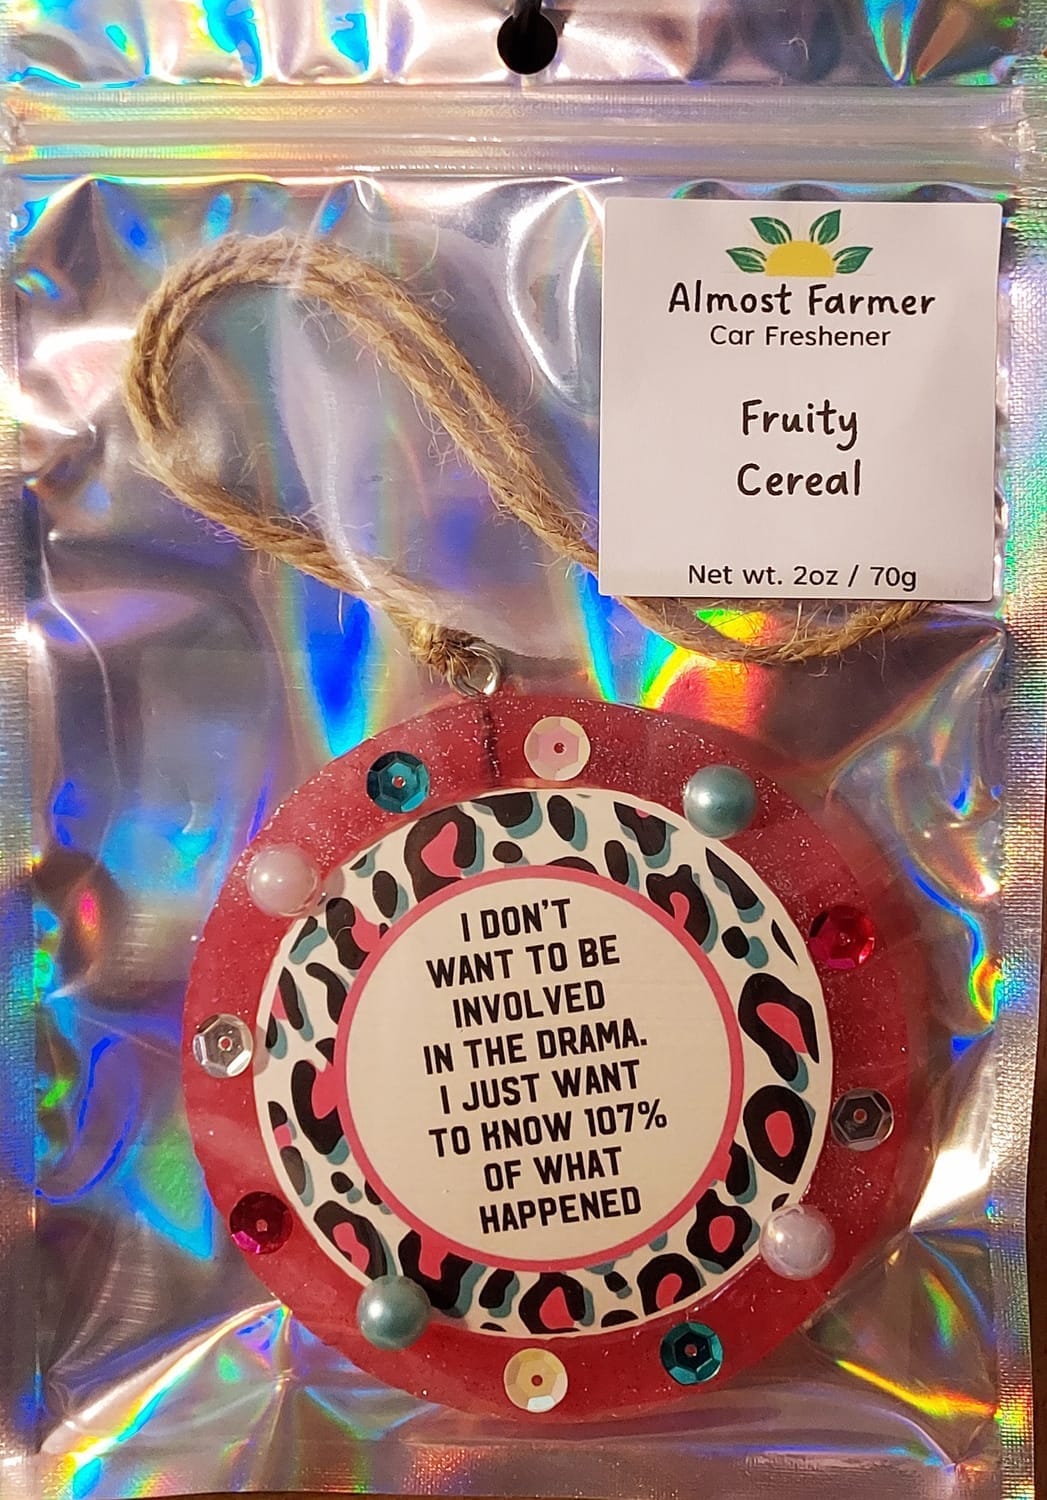 Almost Farmer
Car Freshener
Fruity
Cereal
Net wt. 2oz / 70g
I DON'T
WANT TO BE
INVOLVED
IN THE DRAMA.
I JUST WANT
TO KNOW 107%
OF WHAT
HAPPENED